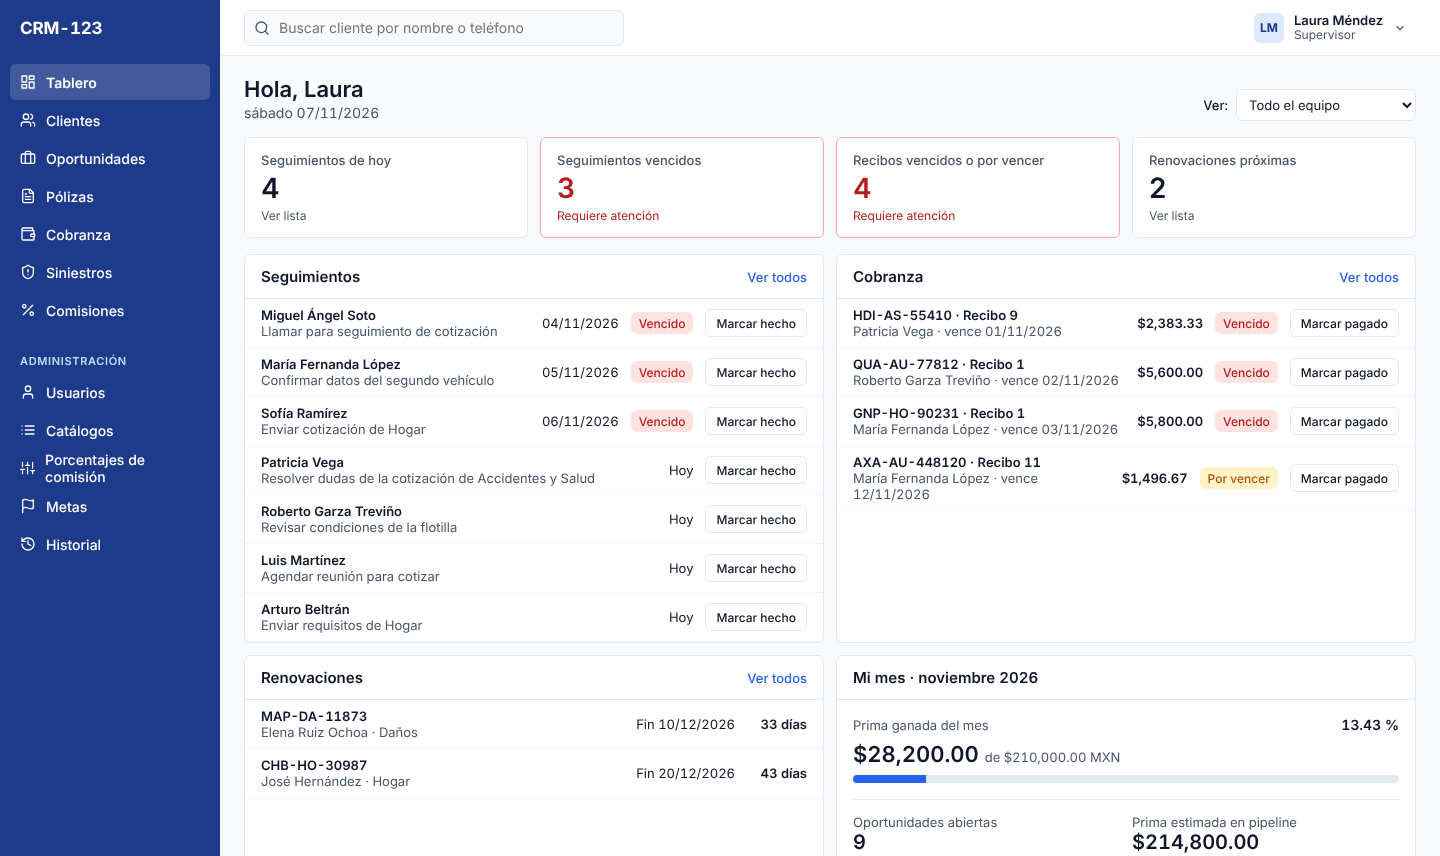 CRM-123
Buscar cliente por nombre o teléfono
LM
Laura Méndez
Supervisor
Tablero
Clientes
Oportunidades
Pólizas
Cobranza
Siniestros
Comisiones
ADMINISTRACIÓN
Usuarios
Catálogos
Porcentajes de
comisión
Metas
Historial
Hola, Laura
sábado 07/11/2026
Ver: Todo el equipo
Seguimientos de hoy
4
Ver lista
Seguimientos vencidos
3
Requiere atención
Recibos vencidos o por vencer
4
Requiere atención
Renovaciones próximas
2
Ver lista
Seguimientos Ver todos
Miguel Ángel Soto
Llamar para seguimiento de cotización
04/11/2026 Vencido Marcar hecho
María Fernanda López
Confirmar datos del segundo vehículo
05/11/2026 Vencido Marcar hecho
Sofía Ramírez
Enviar cotización de Hogar
06/11/2026 Vencido Marcar hecho
Patricia Vega
Resolver dudas de la cotización de Accidentes y Salud
Hoy Marcar hecho
Roberto Garza Treviño
Revisar condiciones de la flotilla
Hoy Marcar hecho
Luis Martínez
Agendar reunión para cotizar
Hoy Marcar hecho
Arturo Beltrán
Enviar requisitos de Hogar
Hoy Marcar hecho
Cobranza Ver todos
HDI-AS-55410 · Recibo 9
Patricia Vega · vence 01/11/2026
$2,383.33 Vencido Marcar pagado
QUA-AU-77812 · Recibo 1
Roberto Garza Treviño · vence 02/11/2026
$5,600.00 Vencido Marcar pagado
GNP-HO-90231 · Recibo 1
María Fernanda López · vence 03/11/2026
$5,800.00 Vencido Marcar pagado
AXA-AU-448120 · Recibo 11
María Fernanda López · vence
12/11/2026
$1,496.67 Por vencer Marcar pagado
Renovaciones Ver todos
MAP-DA-11873
Elena Ruiz Ochoa · Daños
Fin 10/12/2026 33 días
CHB-HO-30987
José Hernández · Hogar
Fin 20/12/2026 43 días
Mi mes · noviembre 2026
Prima ganada del mes 13.43 %
$28,200.00 de $210,000.00 MXN
Oportunidades abiertas
9
Prima estimada en pipeline
$214,800.00